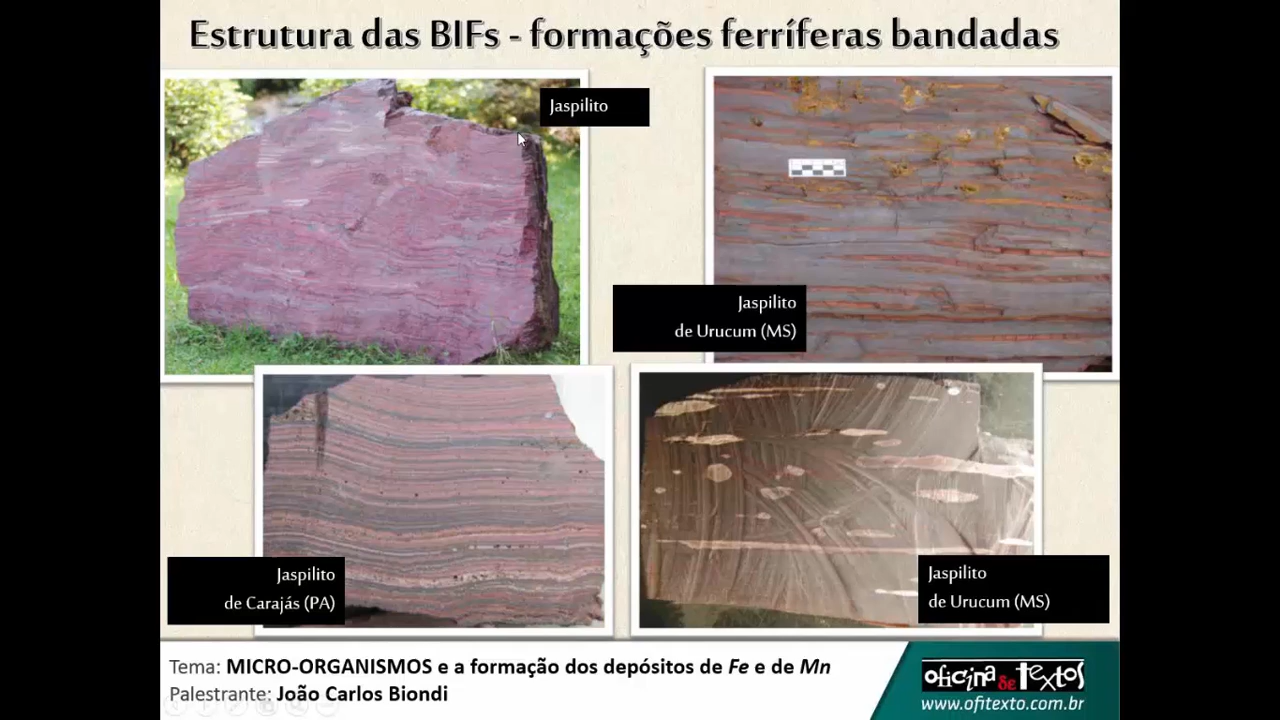 Estrutura das BIFs - formações ferríferas bandadas
Jaspilito
Jaspilito
de Urucum (MS)
Jaspilito
de Carajás (PA)
Jaspilito
de Urucum (MS)
Tema: MICRO-ORGANISMOS e a formação dos depósitos de Fe e de Mn
Palestrante: João Carlos Biondi
oficina de textos
www.ofitexto.com.br